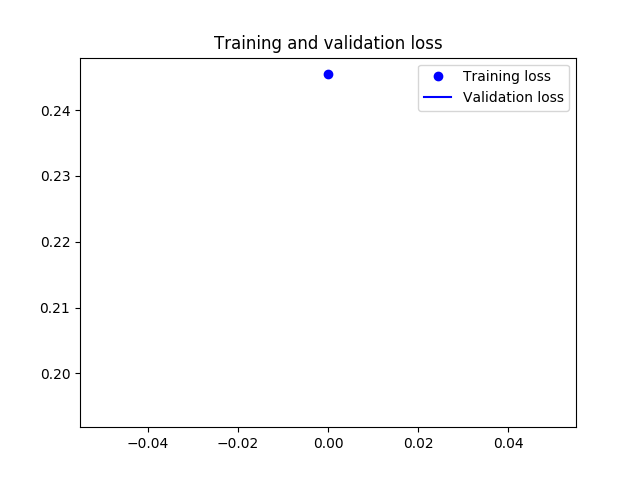 Training and validation loss
Training loss
Validation loss
0.24
0.23
0.22
0.21
0.20
−0.04 −0.02 0.00 0.02 0.04